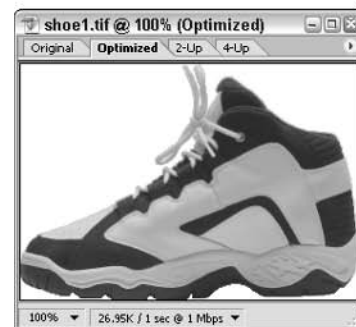 shoe1.tif @ 100% (Optimized)
Original Optimized 2-Up 4-Up
100% 26.95K / 1 sec @ 1 Mbps